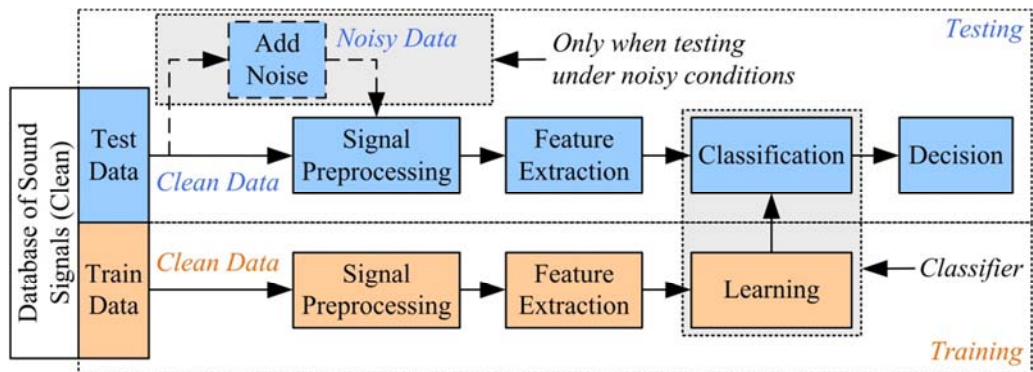 Testing
Add
Noise
Noisy Data
Only when testing
under noisy conditions
Database of Sound
Signals (Clean)
Test
Data
Clean Data
Signal
Preprocessing
Feature
Extraction
Classification
Decision
Train
Data
Clean Data
Signal
Preprocessing
Feature
Extraction
Learning
Classifier
Training